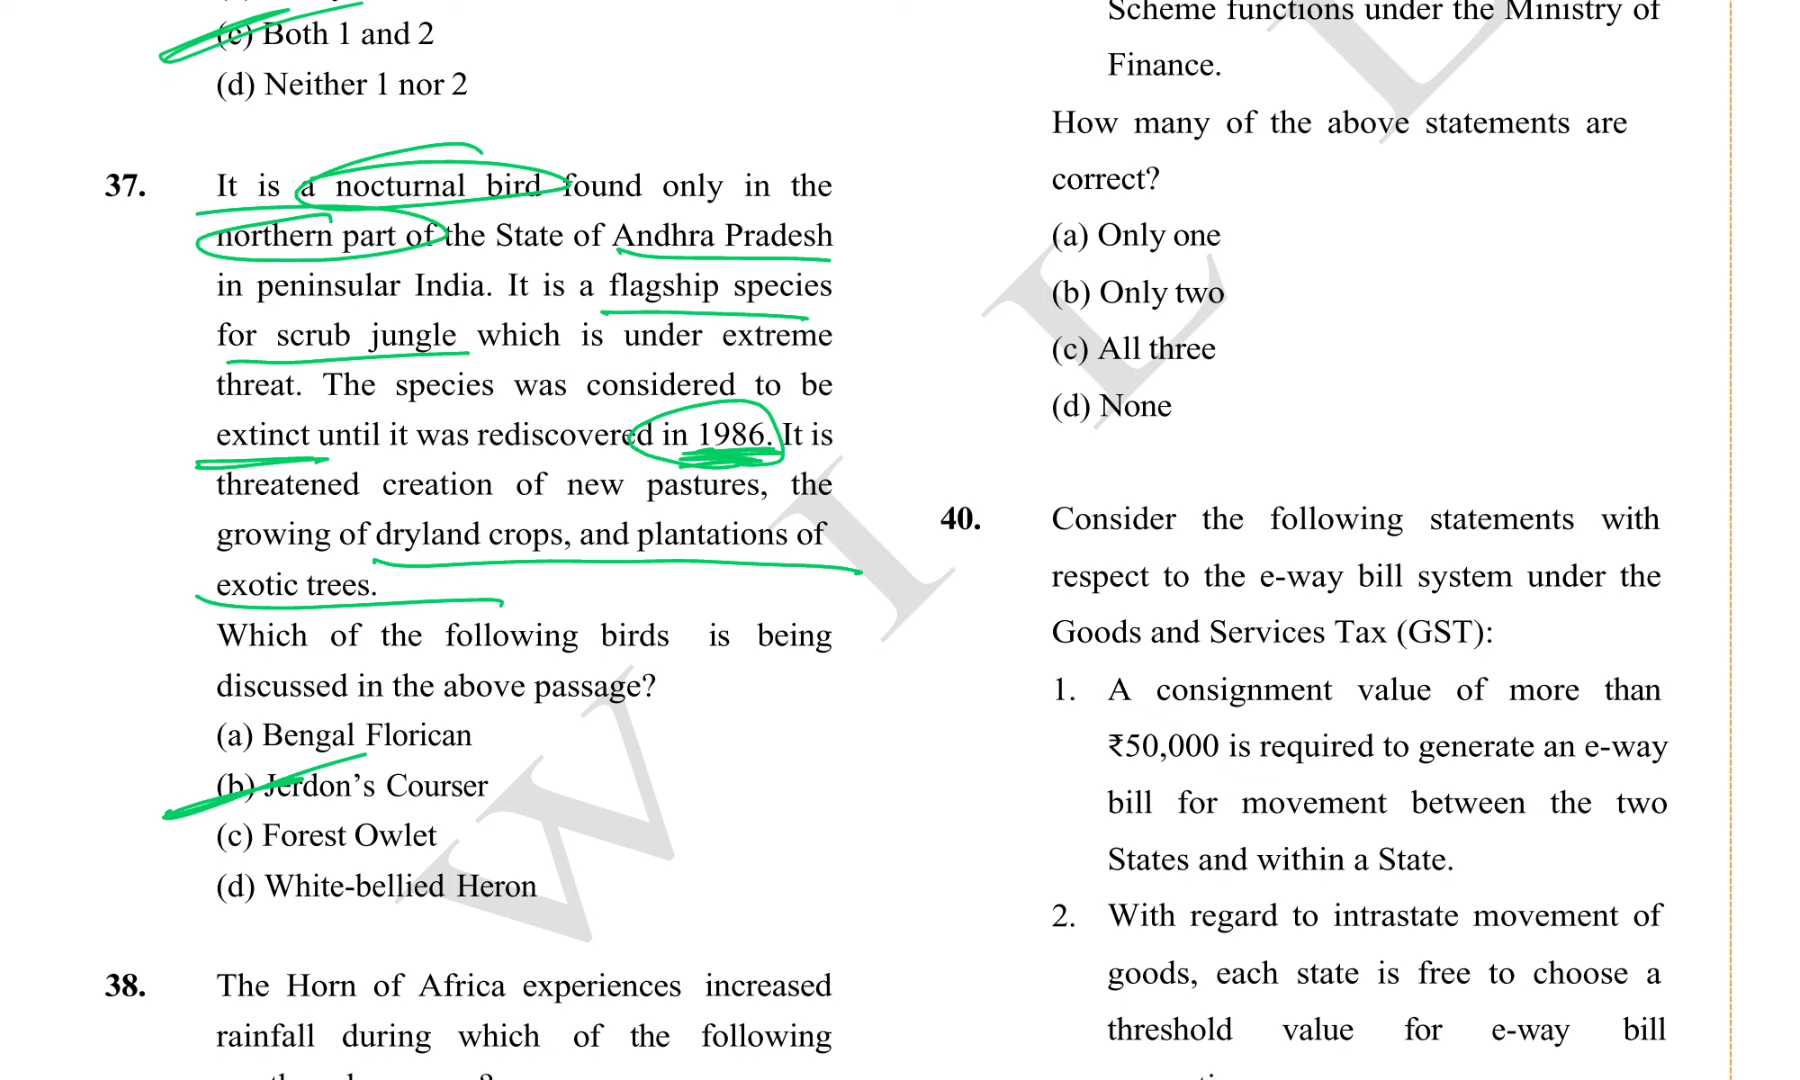 (c) Both 1 and 2
(d) Neither 1 nor 2
37. It is a nocturnal bird found only in the
northern part of the State of Andhra Pradesh
in peninsular India. It is a flagship species
for scrub jungle which is under extreme
threat. The species was considered to be
extinct until it was rediscovered in 1986. It is
threatened creation of new pastures, the
growing of dryland crops, and plantations of
exotic trees.
Which of the following birds is being
discussed in the above passage?
(a) Bengal Florican
(b) Jerdon’s Courser
(c) Forest Owlet
(d) White-bellied Heron
38. The Horn of Africa experiences increased
rainfall during which of the following
Scheme functions under the Ministry of
Finance.
How many of the above statements are
correct?
(a) Only one
(b) Only two
(c) All three
(d) None
40. Consider the following statements with
respect to the e-way bill system under the
Goods and Services Tax (GST):
1. A consignment value of more than
₹50,000 is required to generate an e-way
bill for movement between the two
States and within a State.
2. With regard to intrastate movement of
goods, each state is free to choose a
threshold value for e-way bill
W I L L